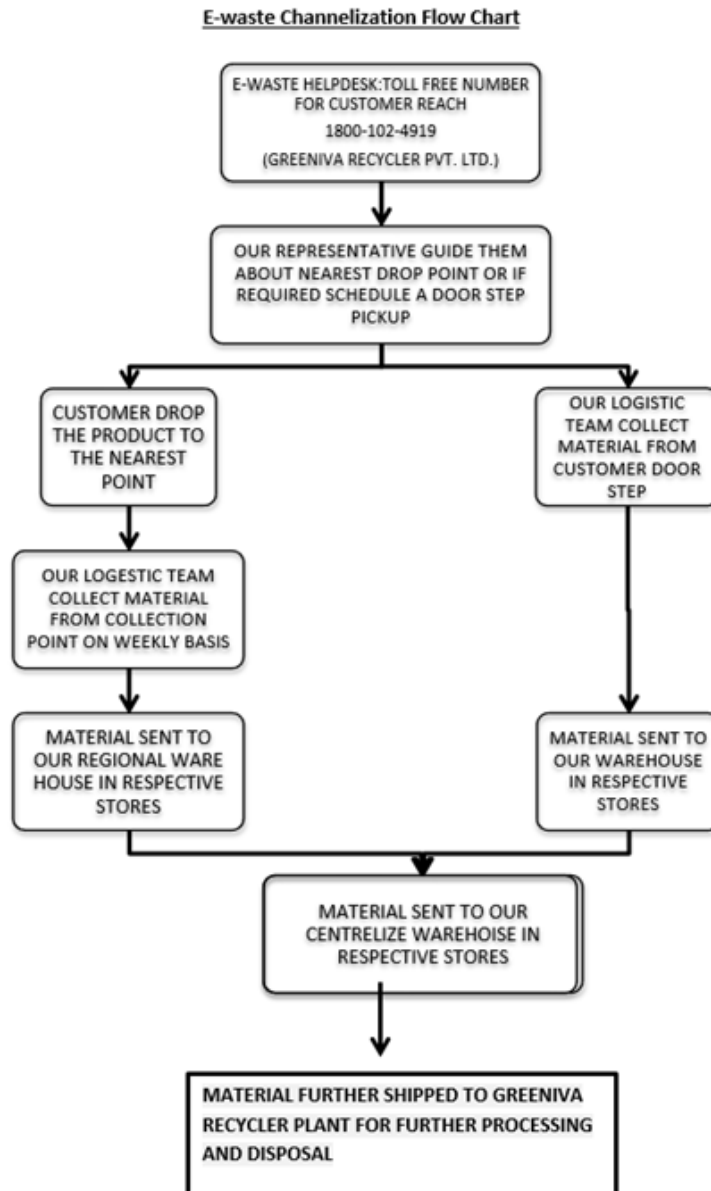 E-waste Channelization Flow Chart
E-WASTE HELPDESK:TOLL FREE NUMBER
FOR CUSTOMER REACH
1800-102-4919
(GREENIVA RECYCLER PVT. LTD.)
OUR REPRESENTATIVE GUIDE THEM
ABOUT NEAREST DROP POINT OR IF
REQUIRED SCHEDULE A DOOR STEP
PICKUP
CUSTOMER DROP
THE PRODUCT TO
THE NEAREST
POINT
OUR LOGISTIC
TEAM COLLECT
MATERIAL FROM
CUSTOMER DOOR
STEP
OUR LOGESTIC TEAM
COLLECT MATERIAL
FROM COLLECTION
POINT ON WEEKLY BASIS
MATERIAL SENT TO
OUR REGIONAL WARE
HOUSE IN RESPECTIVE
STORES
MATERIAL SENT TO
OUR WAREHOUSE
IN RESPECTIVE
STORES
MATERIAL SENT TO OUR
CENTRELIZE WAREHOISE IN
RESPECTIVE STORES
MATERIAL FURTHER SHIPPED TO GREENIVA
RECYCLER PLANT FOR FURTHER PROCESSING
AND DISPOSAL